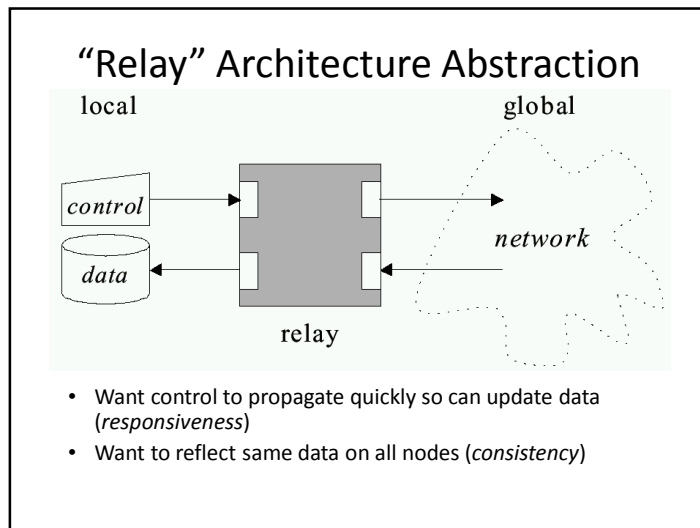 “Relay” Architecture Abstraction
local
global
control
data
network
relay
• Want control to propagate quickly so can update data
(responsiveness)
• Want to reflect same data on all nodes (consistency)